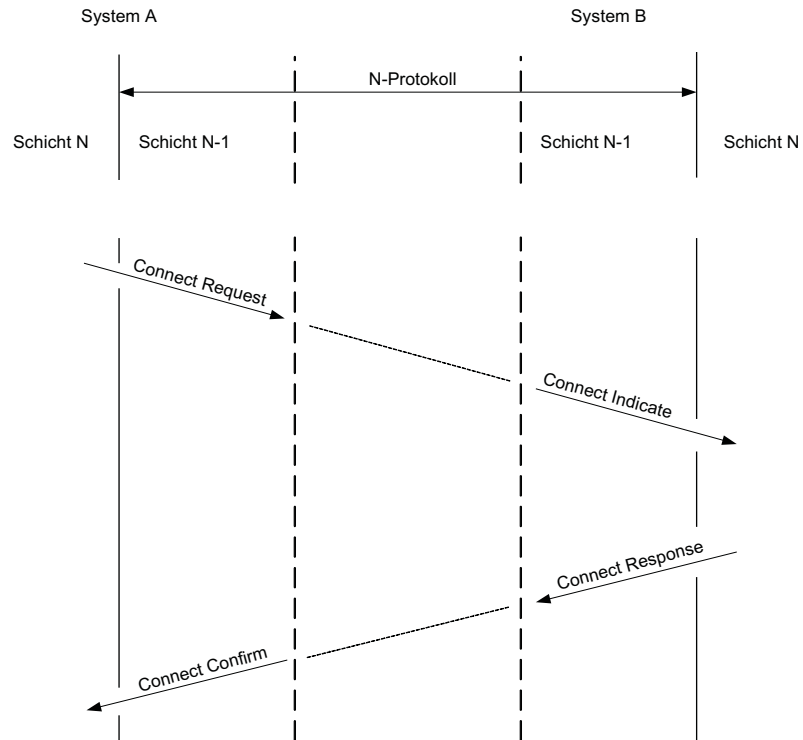 System A
System B
N-Protokoll
Schicht N
Schicht N-1
Schicht N-1
Schicht N
Connect Request
Connect Indicate
Connect Response
Connect Confirm